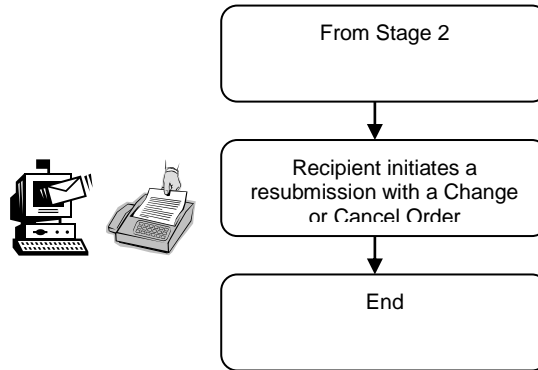 From Stage 2
Recipient initiates a
resubmission with a Change
or Cancel Order
End